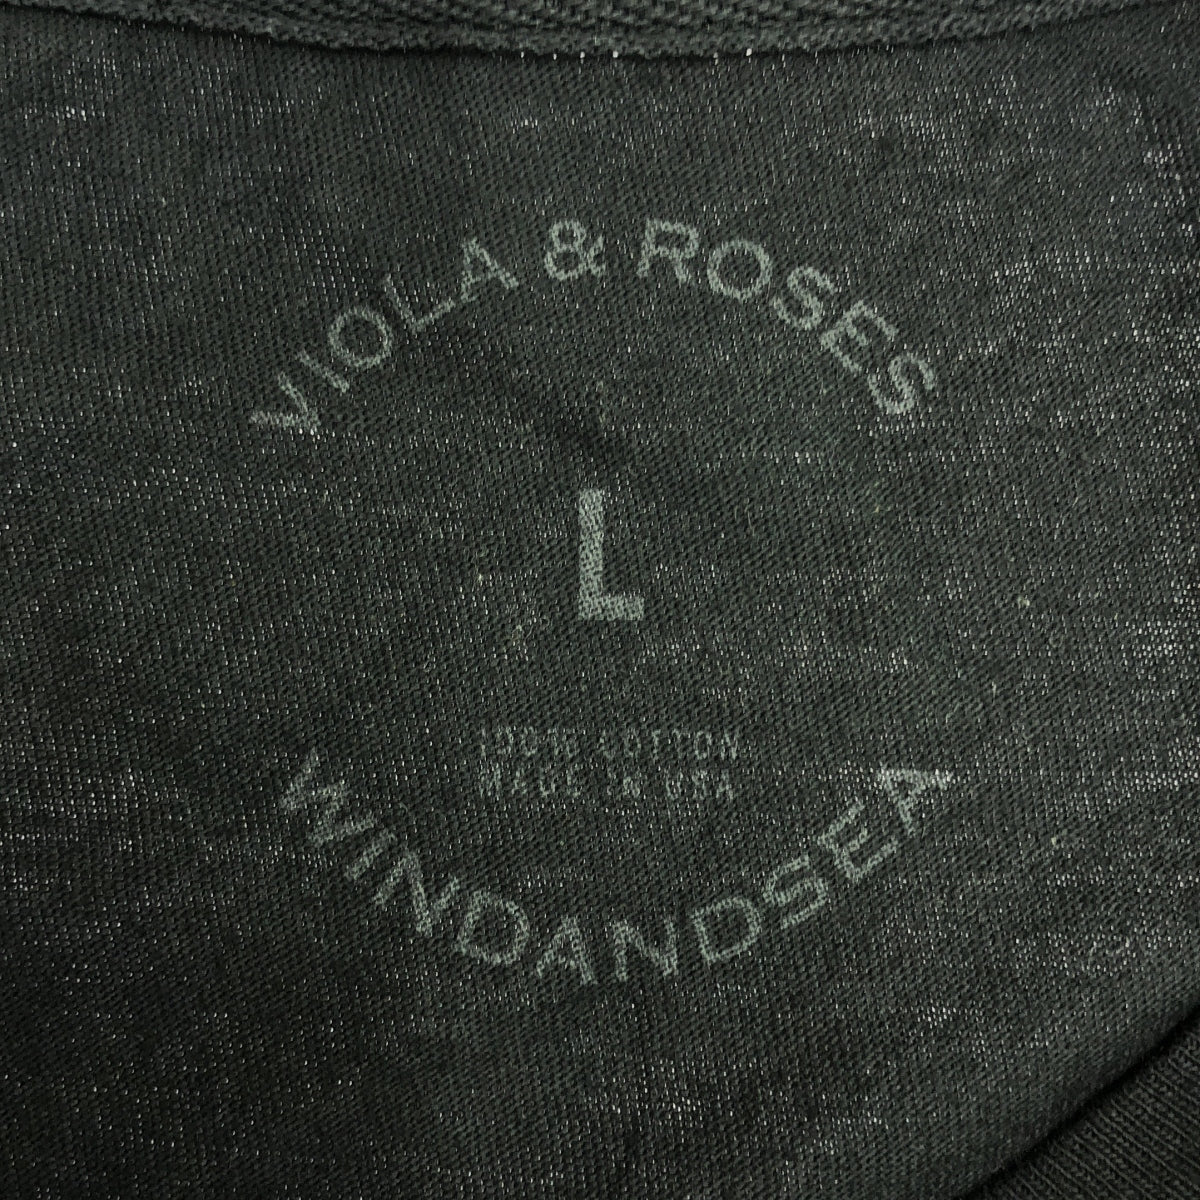 VIOLA & ROSES
L
100% COTTON
MADE IN USA
WINDANDSEA